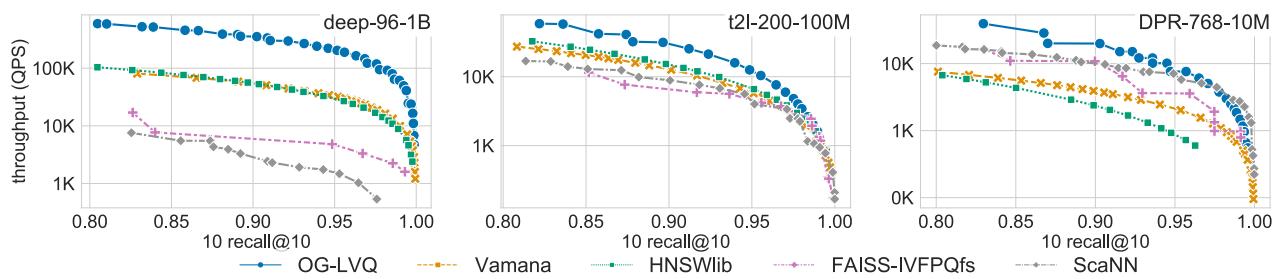 deep-96-1B
throughput (QPS)
100K
10K
1K
0.80 0.85 0.90 0.95 1.00
10 recall@10
t2I-200-100M
10K
1K
0.80 0.85 0.90 0.95 1.00
10 recall@10
DPR-768-10M
10K
1K
0K
0.80 0.85 0.90 0.95 1.00
10 recall@10
OG-LVQ Vamana HNSWlib FAISS-IVFPQfs ScaNN